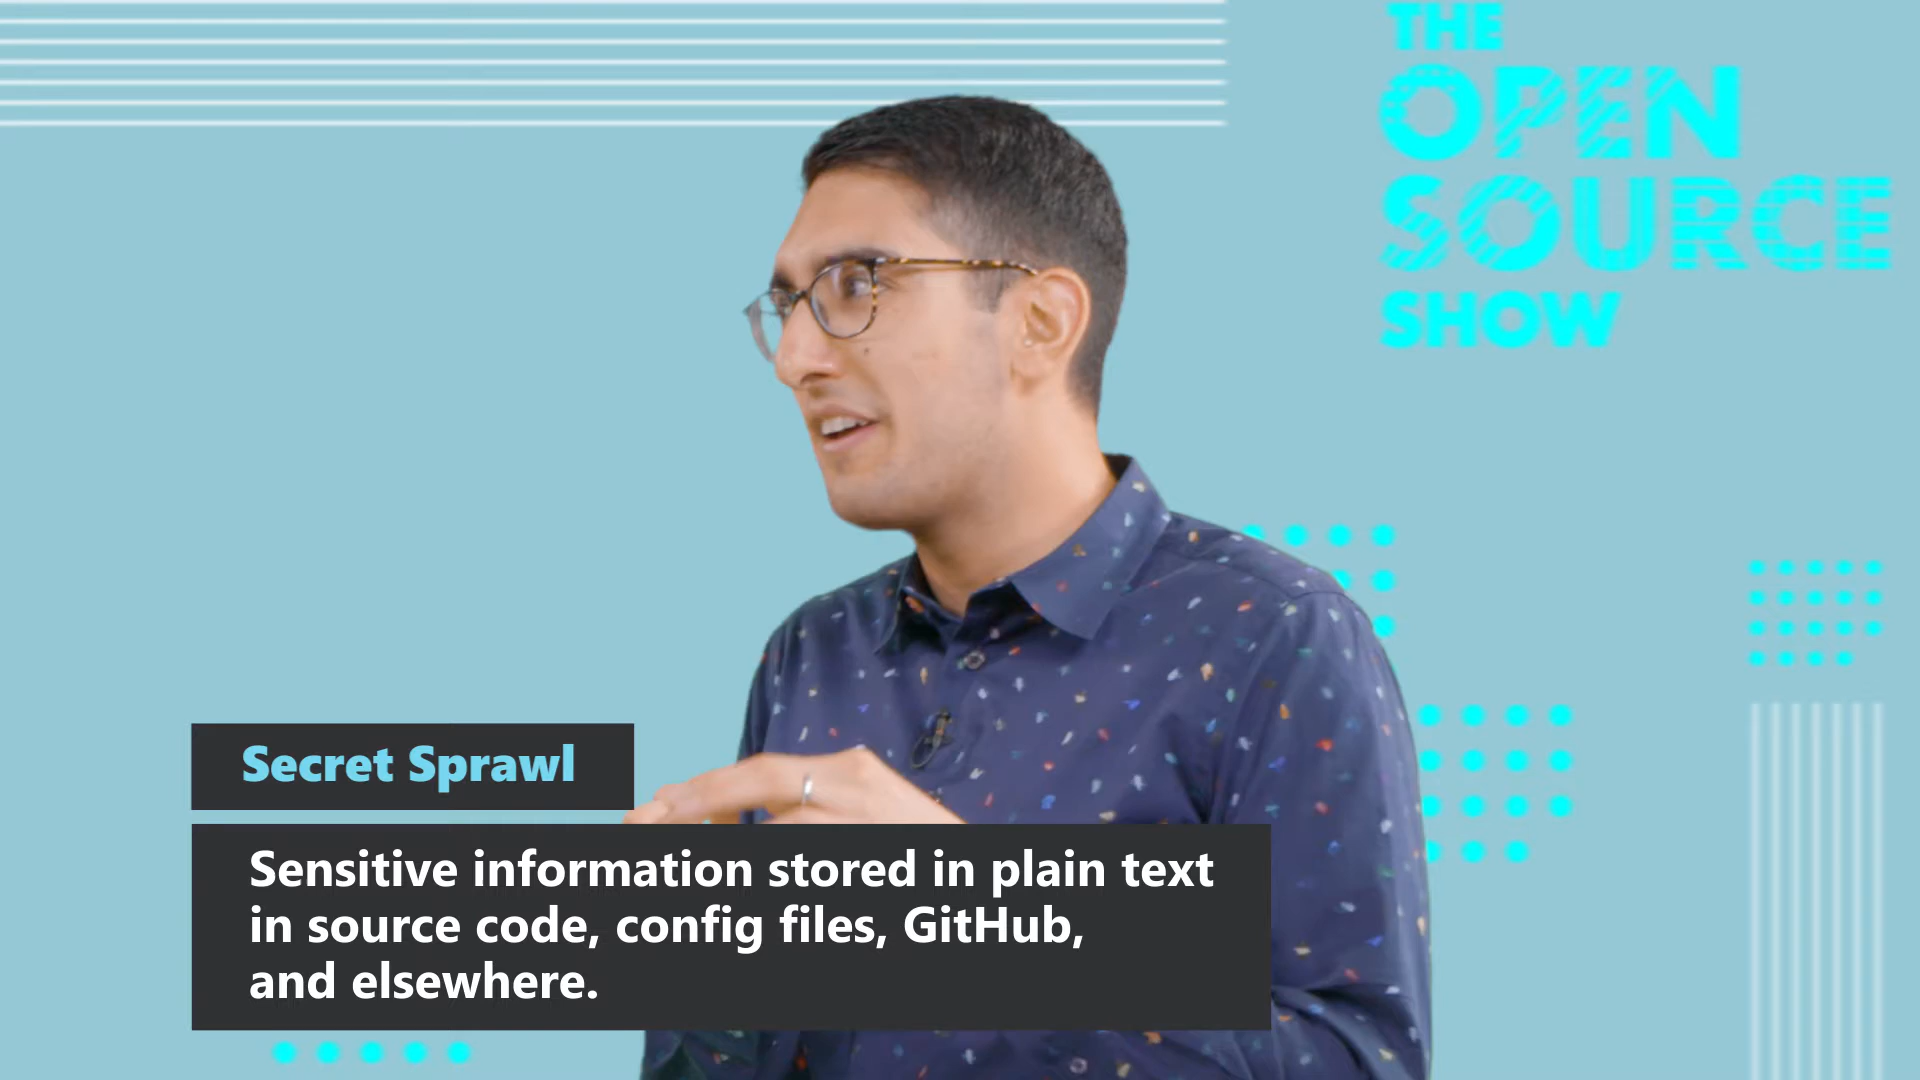 THE
OPEN
SOURCE
SHOW
Secret Sprawl
Sensitive information stored in plain text
in source code, config files, GitHub,
and elsewhere.